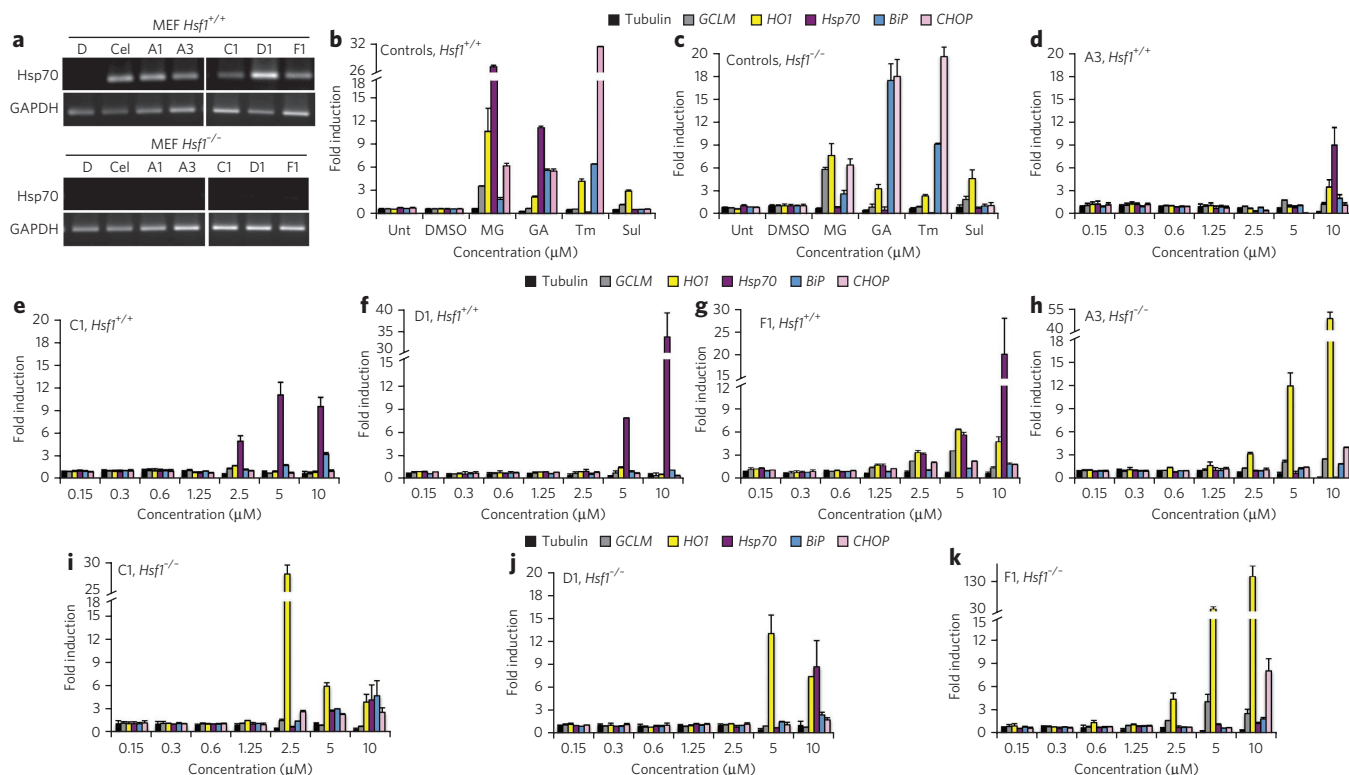 a
MEF Hsf1+/+
D Cel A1 A3 C1 D1 F1
Hsp70
GAPDH
MEF Hsf1−/−
D Cel A1 A3 C1 D1 F1
Hsp70
GAPDH
Tubulin GCLM HO1 Hsp70 BiP CHOP
b
Controls, Hsf1+/+
Fold induction
32
26
18
15
12
9
6
3
0
Unt DMSO MG GA Tm Sul
Concentration (μM)
c
Controls, Hsf1−/−
Fold induction
20
18
15
12
9
6
3
0
Unt DMSO MG GA Tm Sul
Concentration (μM)
d
A3, Hsf1+/+
Fold induction
20
18
15
12
9
6
3
0
0.15 0.3 0.6 1.25 2.5 5 10
Concentration (μM)
Tubulin GCLM HO1 Hsp70 BiP CHOP
e
C1, Hsf1+/+
Fold induction
20
18
15
12
9
6
3
0
0.15 0.3 0.6 1.25 2.5 5 10
Concentration (μM)
f
D1, Hsf1+/+
Fold induction
40
35
30
15
12
9
6
3
0
0.15 0.3 0.6 1.25 2.5 5 10
Concentration (μM)
g
F1, Hsf1+/+
Fold induction
30
20
15
12
9
6
3
0
0.15 0.3 0.6 1.25 2.5 5 10
Concentration (μM)
h
A3, Hsf1−/−
Fold induction
55
40
18
15
12
9
6
3
0
0.15 0.3 0.6 1.25 2.5 5 10
Concentration (μM)
Tubulin GCLM HO1 Hsp70 BiP CHOP
i
C1, Hsf1−/−
Fold induction
30
25
18
15
12
9
6
3
0
0.15 0.3 0.6 1.25 2.5 5 10
Concentration (μM)
j
D1, Hsf1−/−
Fold induction
20
18
15
12
9
6
3
0
0.15 0.3 0.6 1.25 2.5 5 10
Concentration (μM)
k
F1, Hsf1−/−
Fold induction
130
30
15
12
9
6
3
0
0.15 0.3 0.6 1.25 2.5 5 10
Concentration (μM)